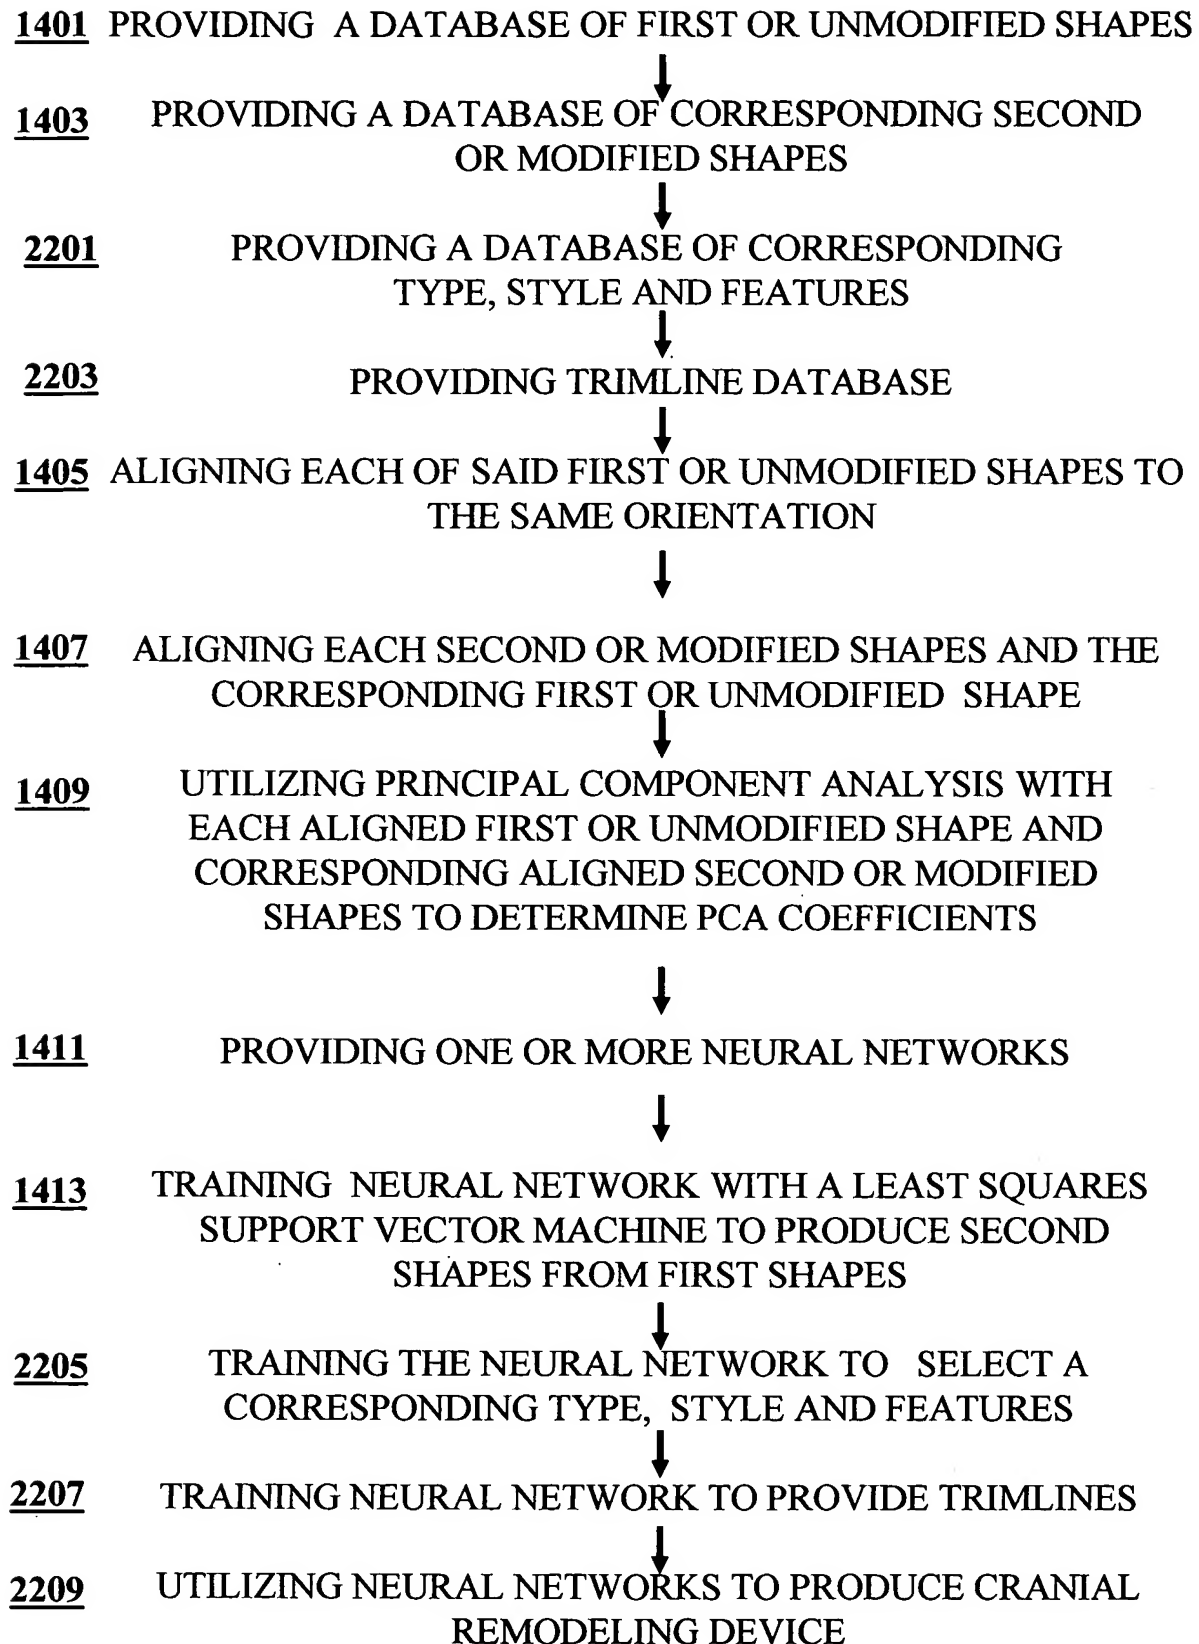 1401 PROVIDING A DATABASE OF FIRST OR UNMODIFIED SHAPES
1403 PROVIDING A DATABASE OF CORRESPONDING SECOND
OR MODIFIED SHAPES
2201 PROVIDING A DATABASE OF CORRESPONDING
TYPE, STYLE AND FEATURES
2203 PROVIDING TRIMLINE DATABASE
1405 ALIGNING EACH OF SAID FIRST OR UNMODIFIED SHAPES TO
THE SAME ORIENTATION
1407 ALIGNING EACH SECOND OR MODIFIED SHAPES AND THE
CORRESPONDING FIRST OR UNMODIFIED SHAPE
1409 UTILIZING PRINCIPAL COMPONENT ANALYSIS WITH
EACH ALIGNED FIRST OR UNMODIFIED SHAPE AND
CORRESPONDING ALIGNED SECOND OR MODIFIED
SHAPES TO DETERMINE PCA COEFFICIENTS
1411 PROVIDING ONE OR MORE NEURAL NETWORKS
1413 TRAINING NEURAL NETWORK WITH A LEAST SQUARES
SUPPORT VECTOR MACHINE TO PRODUCE SECOND
SHAPES FROM FIRST SHAPES
2205 TRAINING THE NEURAL NETWORK TO SELECT A
CORRESPONDING TYPE, STYLE AND FEATURES
2207 TRAINING NEURAL NETWORK TO PROVIDE TRIMLINES
2209 UTILIZING NEURAL NETWORKS TO PRODUCE CRANIAL
REMODELING DEVICE